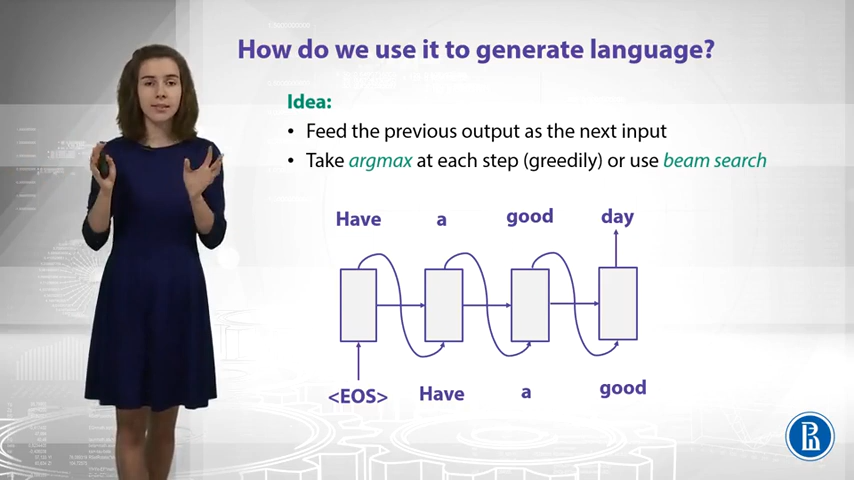 How do we use it to generate language?
Idea:
• Feed the previous output as the next input
• Take argmax at each step (greedily) or use beam search
Have a good day
<EOS> Have a good